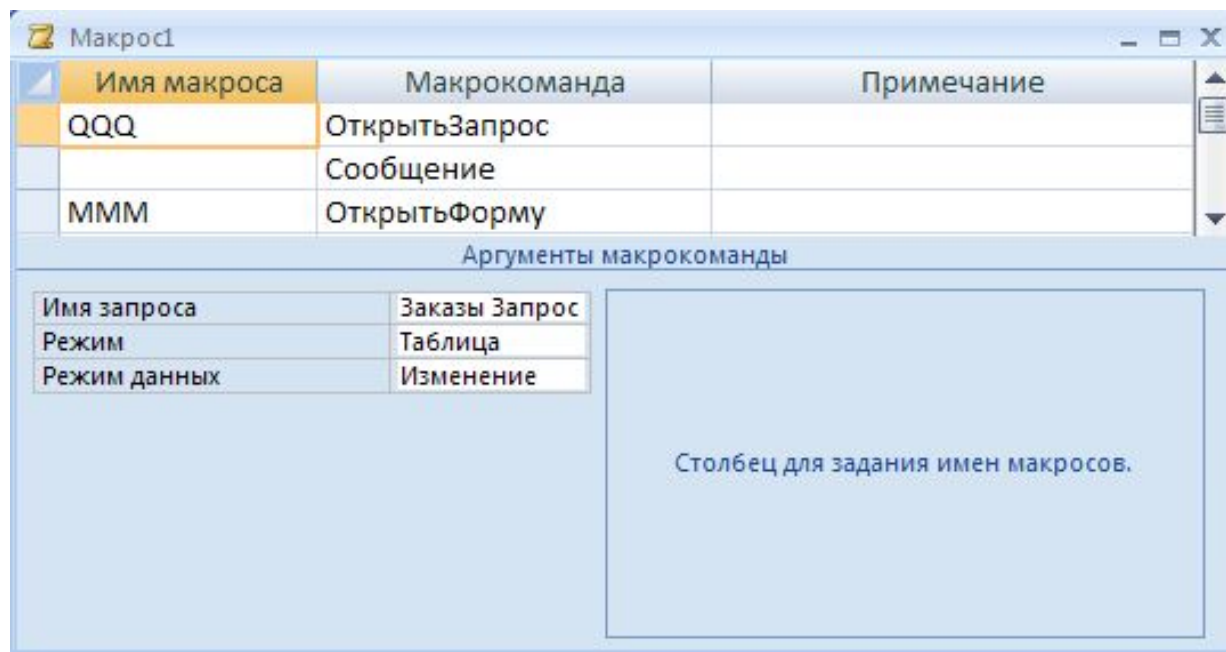 Макрос1
Имя макроса Макрокоманда Примечание
QQQ ОткрытьЗапрос
Сообщение
МММ ОткрытьФорму
Аргументы макрокоманды
Имя запроса Заказы Запрос
Режим Таблица
Режим данных Изменение
Столбец для задания имен макросов.